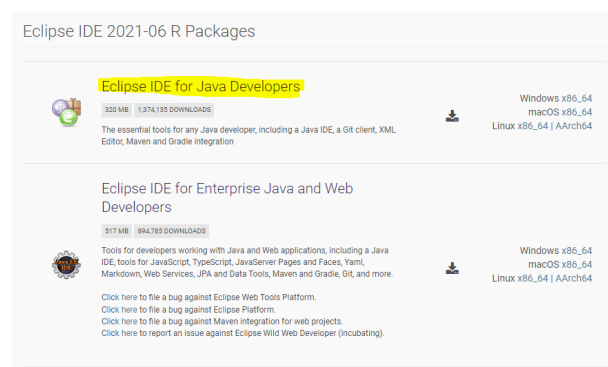 Eclipse IDE 2021-06 R Packages
Eclipse IDE for Java Developers
320 MB 1,374,135 DOWNLOADS
The essential tools for any Java developer, including a Java IDE, a Git client, XML
Editor, Maven and Gradle integration
Windows x86_64
macOS x86_64
Linux x86_64 | AArch64
Eclipse IDE for Enterprise Java and Web
Developers
517 MB 894,785 DOWNLOADS
Tools for developers working with Java and Web applications, including a Java
IDE, tools for JavaScript, TypeScript, JavaServer Pages and Faces, Yaml,
Markdown, Web Services, JPA and Data Tools, Maven and Gradle, Git, and more.
Click here to file a bug against Eclipse Web Tools Platform.
Click here to file a bug against Eclipse Platform.
Click here to file a bug against Maven integration for web projects.
Click here to report an issue against Eclipse Wild Web Developer (incubating).
Windows x86_64
macOS x86_64
Linux x86_64 | AArch64